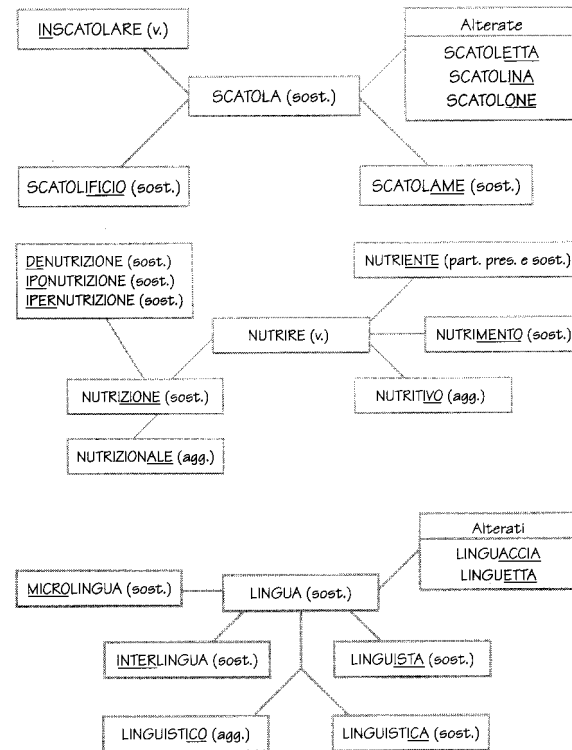 INSCATOLARE (v.)
Alterate
SCATOLETTA
SCATOLINA
SCATOLONE
SCATOLA (sost.)
SCATOLIFICIO (sost.)
SCATOLAME (sost.)
DENUTRIZIONE (sost.)
IPONUTRIZIONE (sost.)
IPERNUTRIZIONE (sost.)
NUTRIENTE (part. pres. e sost.)
NUTRIRE (v.)
NUTRIMENTO (sost.)
NUTRIZIONE (sost.)
NUTRITIVO (agg.)
NUTRIZIONALE (agg.)
Alterati
LINGUACCIA
LINGUETTA
MICROLINGUA (sost.)
LINGUA (sost.)
INTERLINGUA (sost.)
LINGUISTA (sost.)
LINGUISTICO (agg.)
LINGUISTICA (sost.)